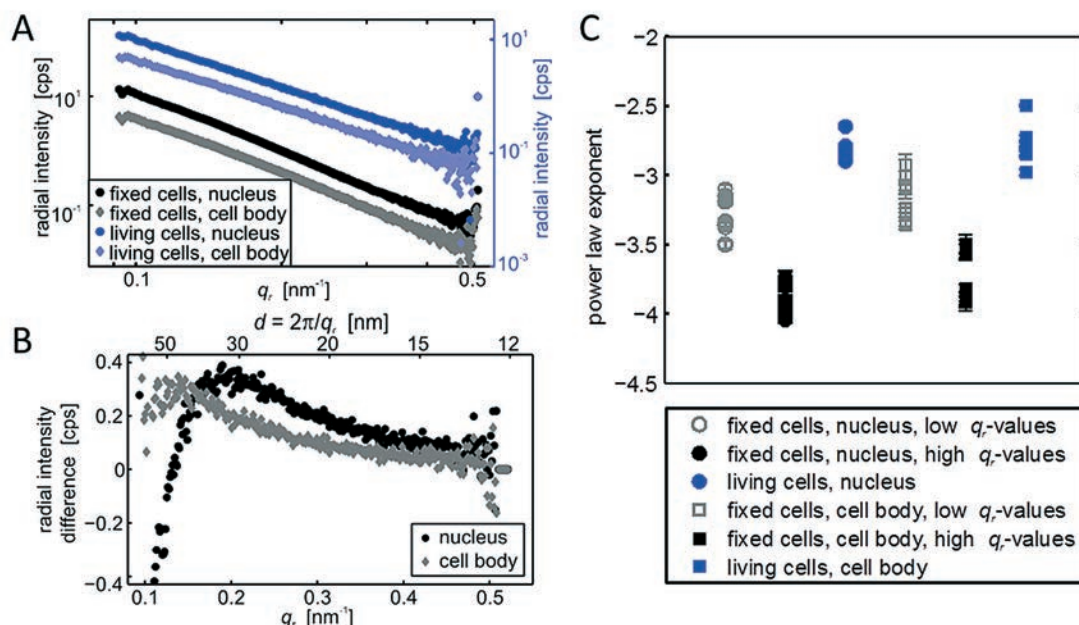 A
radial intensity [cps]
10¹
10⁻¹
fixed cells, nucleus
fixed cells, cell body
living cells, nucleus
living cells, cell body
10¹
10⁻¹
10⁻³
radial intensity [cps]
0.1
0.5
qᵣ [nm⁻¹]
d = 2π/qᵣ [nm]
B
50
30
20
15
12
radial intensity
difference [cps]
0.4
0.2
0
−0.2
−0.4
nucleus
cell body
0.1
0.2
0.3
0.4
0.5
qᵣ [nm⁻¹]
C
power law exponent
−2
−2.5
−3
−3.5
−4
−4.5
fixed cells, nucleus, low qᵣ-values
fixed cells, nucleus, high qᵣ-values
living cells, nucleus
fixed cells, cell body, low qᵣ-values
fixed cells, cell body, high qᵣ-values
living cells, cell body